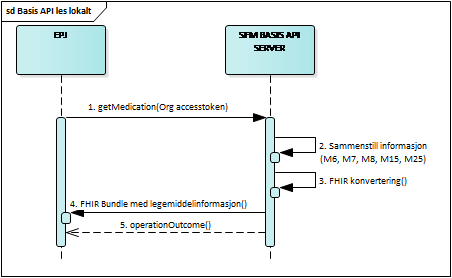 sd Basis API les lokalt
EPJ
SFM BASIS API
SERVER
1. getMedication(Org accesstoken)
2. Sammenstill informasjon
(M6, M7, M8, M15, M25)
3. FHIR konvertering()
4. FHIR Bundle med legemiddelinformasjon()
5. operationOutcome()